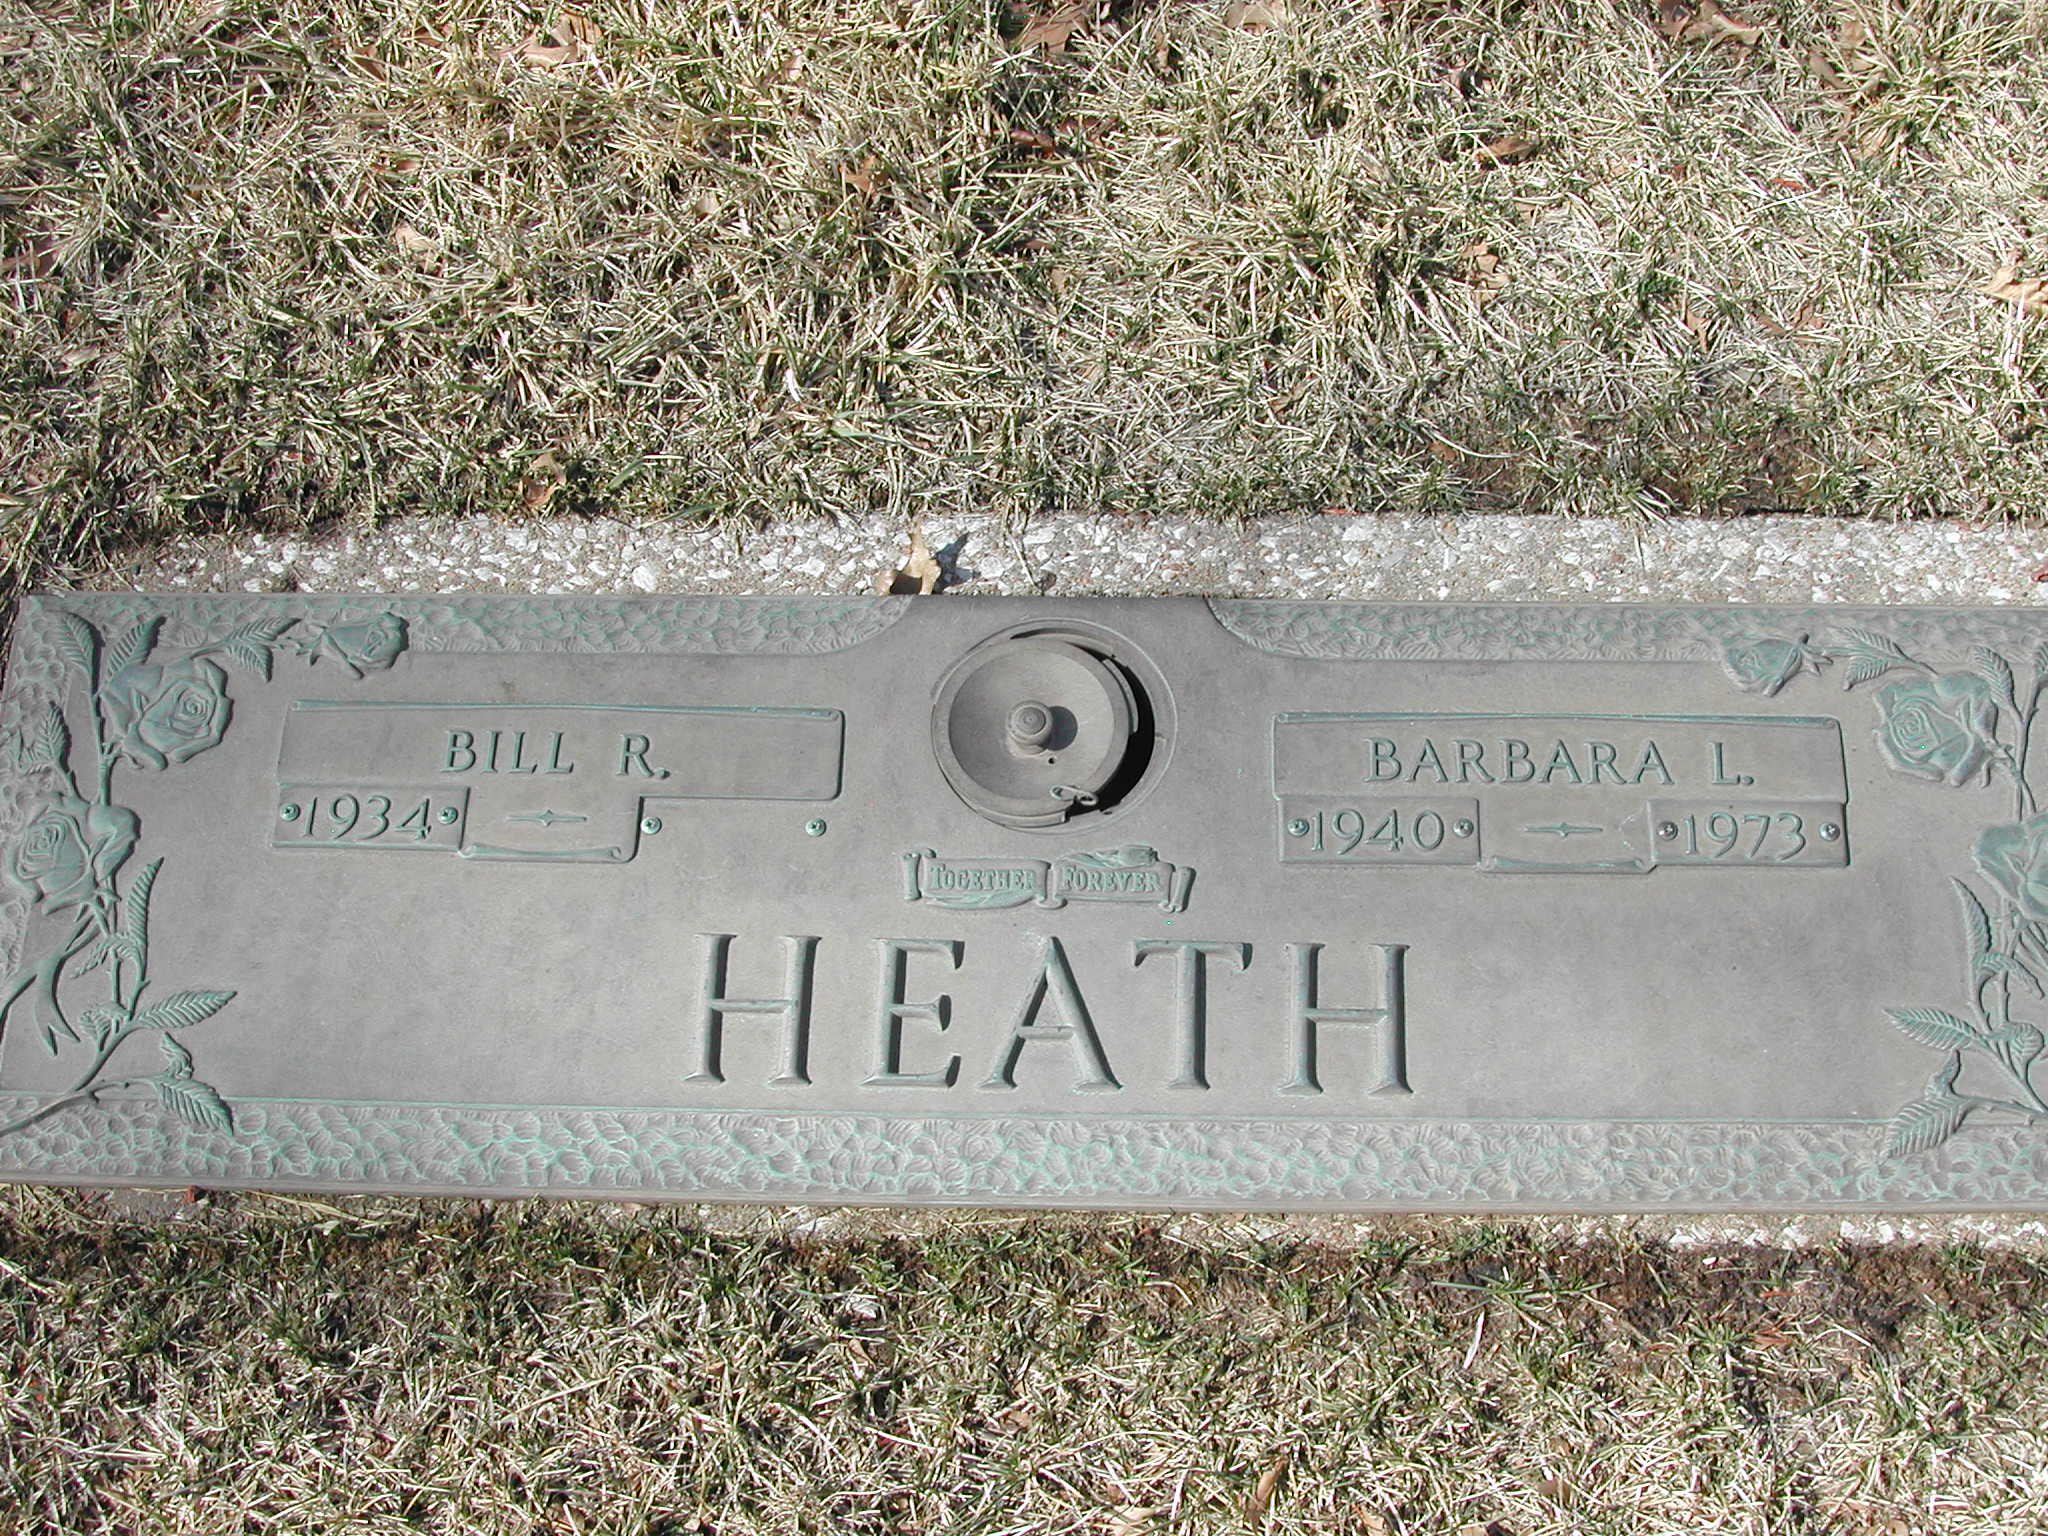 BILL R.
1934
BARBARA L.
1940 1973
TOGETHER FOREVER
HEATH